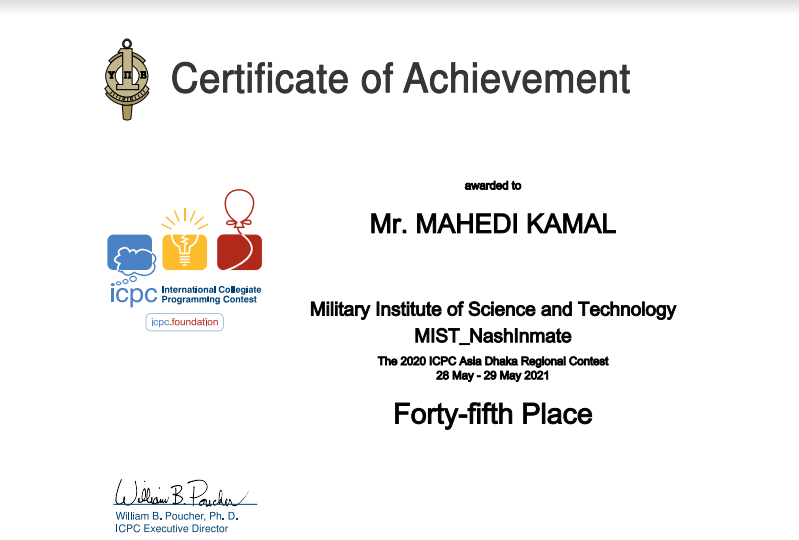 Υ Π Β
Certificate of Achievement
awarded to
Mr. MAHEDI KAMAL
icpc International Collegiate
Programming Contest
icpc.foundation
Military Institute of Science and Technology
MIST_NashInmate
The 2020 ICPC Asia Dhaka Regional Contest
28 May - 29 May 2021
Forty-fifth Place
William B. Poucher
William B. Poucher, Ph. D.
ICPC Executive Director